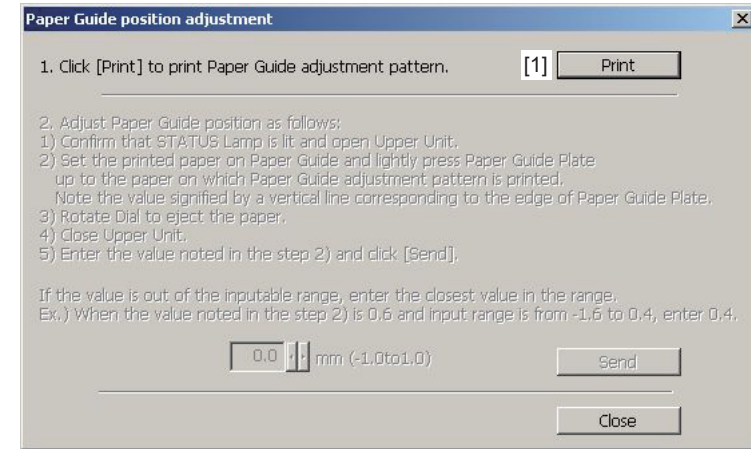 Paper Guide position adjustment
1. Click [Print] to print Paper Guide adjustment pattern. [1] Print
2. Adjust Paper Guide position as follows:
1) Confirm that STATUS Lamp is lit and open Upper Unit.
2) Set the printed paper on Paper Guide and lightly press Paper Guide Plate
up to the paper on which Paper Guide adjustment pattern is printed.
Note the value signified by a vertical line corresponding to the edge of Paper Guide Plate.
3) Rotate Dial to eject the paper.
4) Close Upper Unit.
5) Enter the value noted in the step 2) and click [Send].
If the value is out of the inputable range, enter the closest value in the range.
Ex.) When the value noted in the step 2) is 0.6 and input range is from -1.6 to 0.4, enter 0.4.
0.0 mm (-1.0to1.0) Send
Close